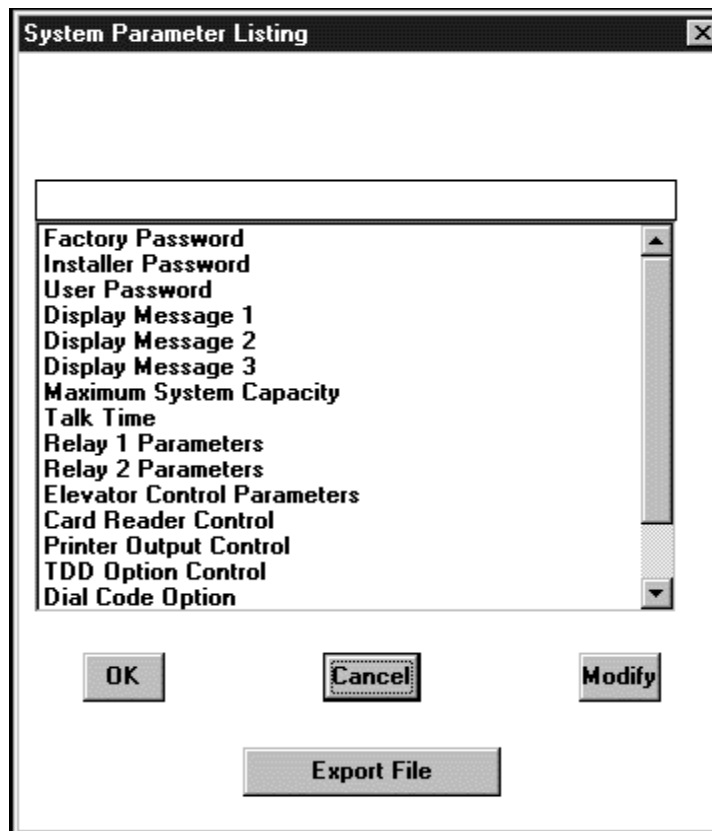 System Parameter Listing
Factory Password
Installer Password
User Password
Display Message 1
Display Message 2
Display Message 3
Maximum System Capacity
Talk Time
Relay 1 Parameters
Relay 2 Parameters
Elevator Control Parameters
Card Reader Control
Printer Output Control
TDD Option Control
Dial Code Option
OK Cancel Modify
Export File